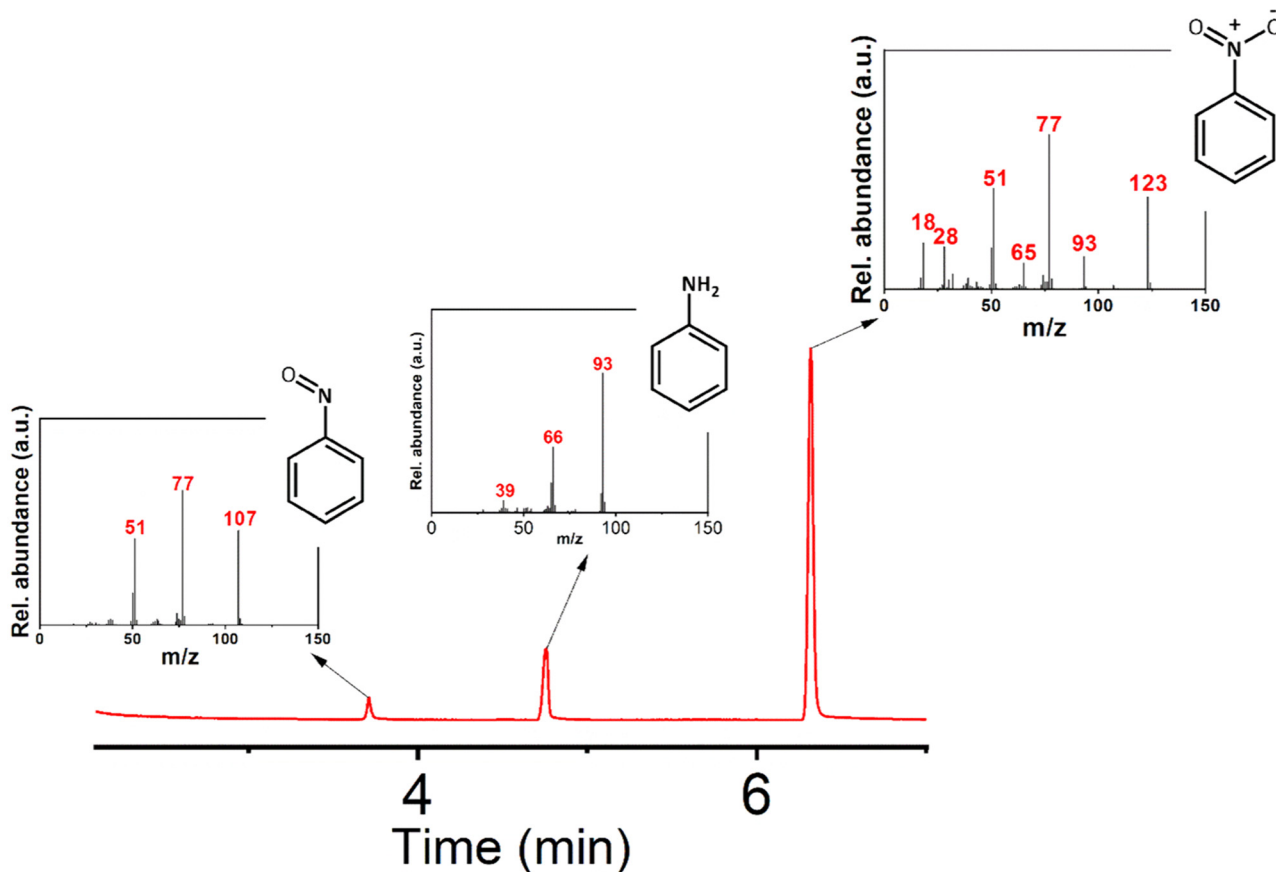 O
N
+
O
-
Rel. abundance (a.u.)
18
28
51
65
77
93
123
0
50
100
150
m/z
NH2
Rel. abundance (a.u.)
39
66
93
0
50
100
150
m/z
O
N
Rel. abundance (a.u.)
51
77
107
0
50
100
150
m/z
4
6
Time (min)